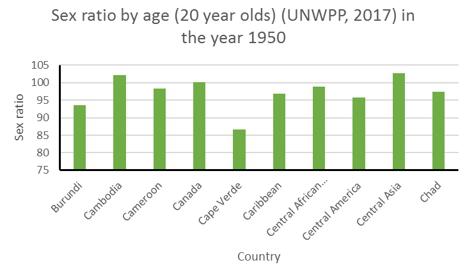 Sex ratio by age (20 year olds) (UNWPP, 2017) in
the year 1950
105
100
95
90
85
80
75
Sex ratio
Burundi
Cambodia
Cameroon
Canada
Cape Verde
Caribbean
Central African...
Central America
Central Asia
Chad
Country